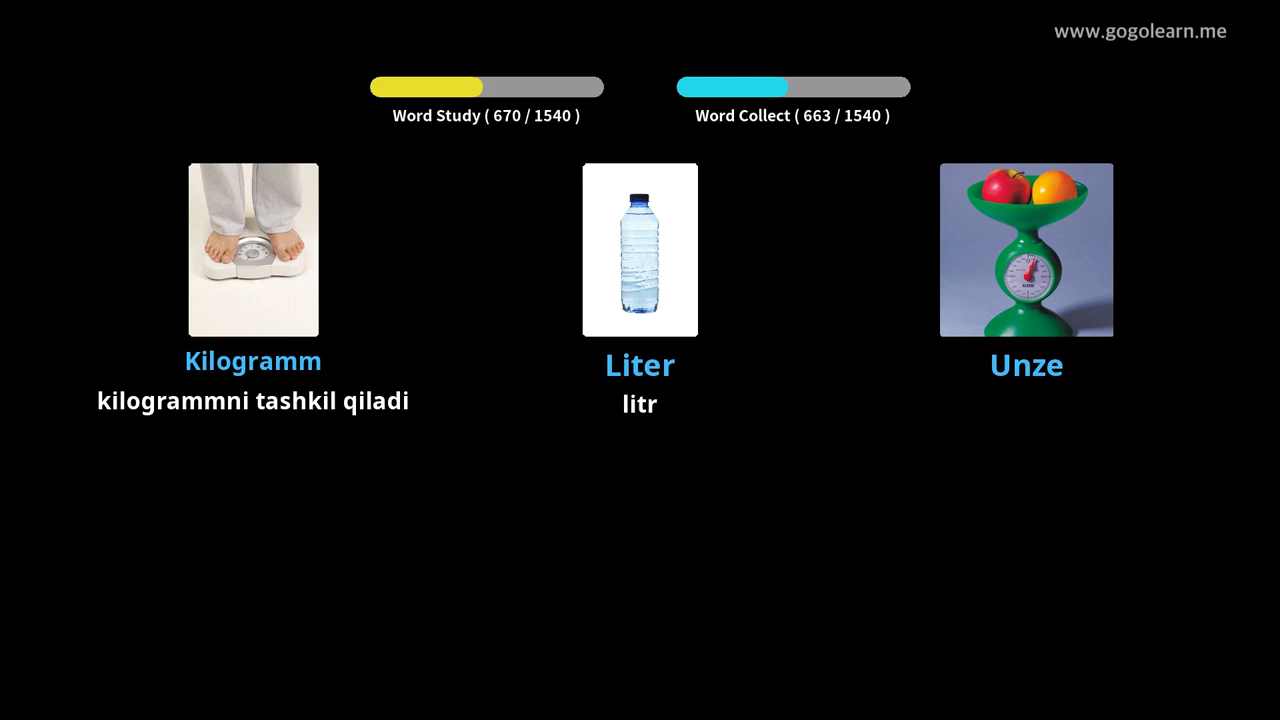 www.gogolearn.me
Word Study ( 670 / 1540 )
Word Collect ( 663 / 1540 )
Kilogramm
Liter
Unze
kilogrammni tashkil qiladi
litr